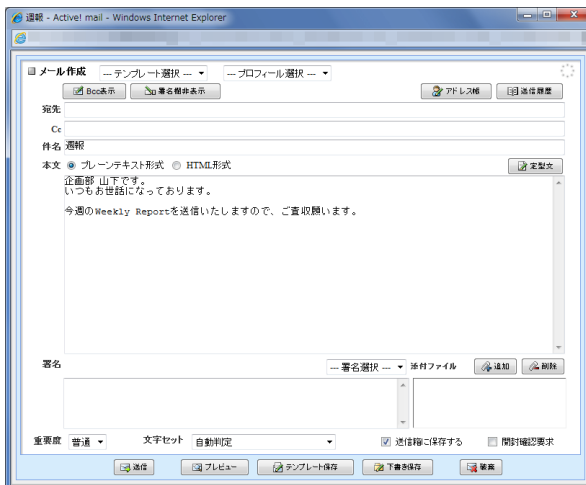 週報 - Active! mail - Windows Internet Explorer
メール作成 --- テンプレート選択 --- --- プロフィール選択 ---
Bcc表示 署名欄非表示 アドレス帳 送信履歴
宛先
Cc
件名 週報
本文 プレーンテキスト形式 HTML形式 定型文
企画部 山下です。
いつもお世話になっております。
今週のWeekly Reportを送信いたしますので、ご査収願います。
署名 --- 署名選択 --- 添付ファイル 追加 削除
重要度 普通 文字セット 自動判定 送信箱に保存する 開封確認要求
送信 プレビュー テンプレート保存 下書き保存 破棄